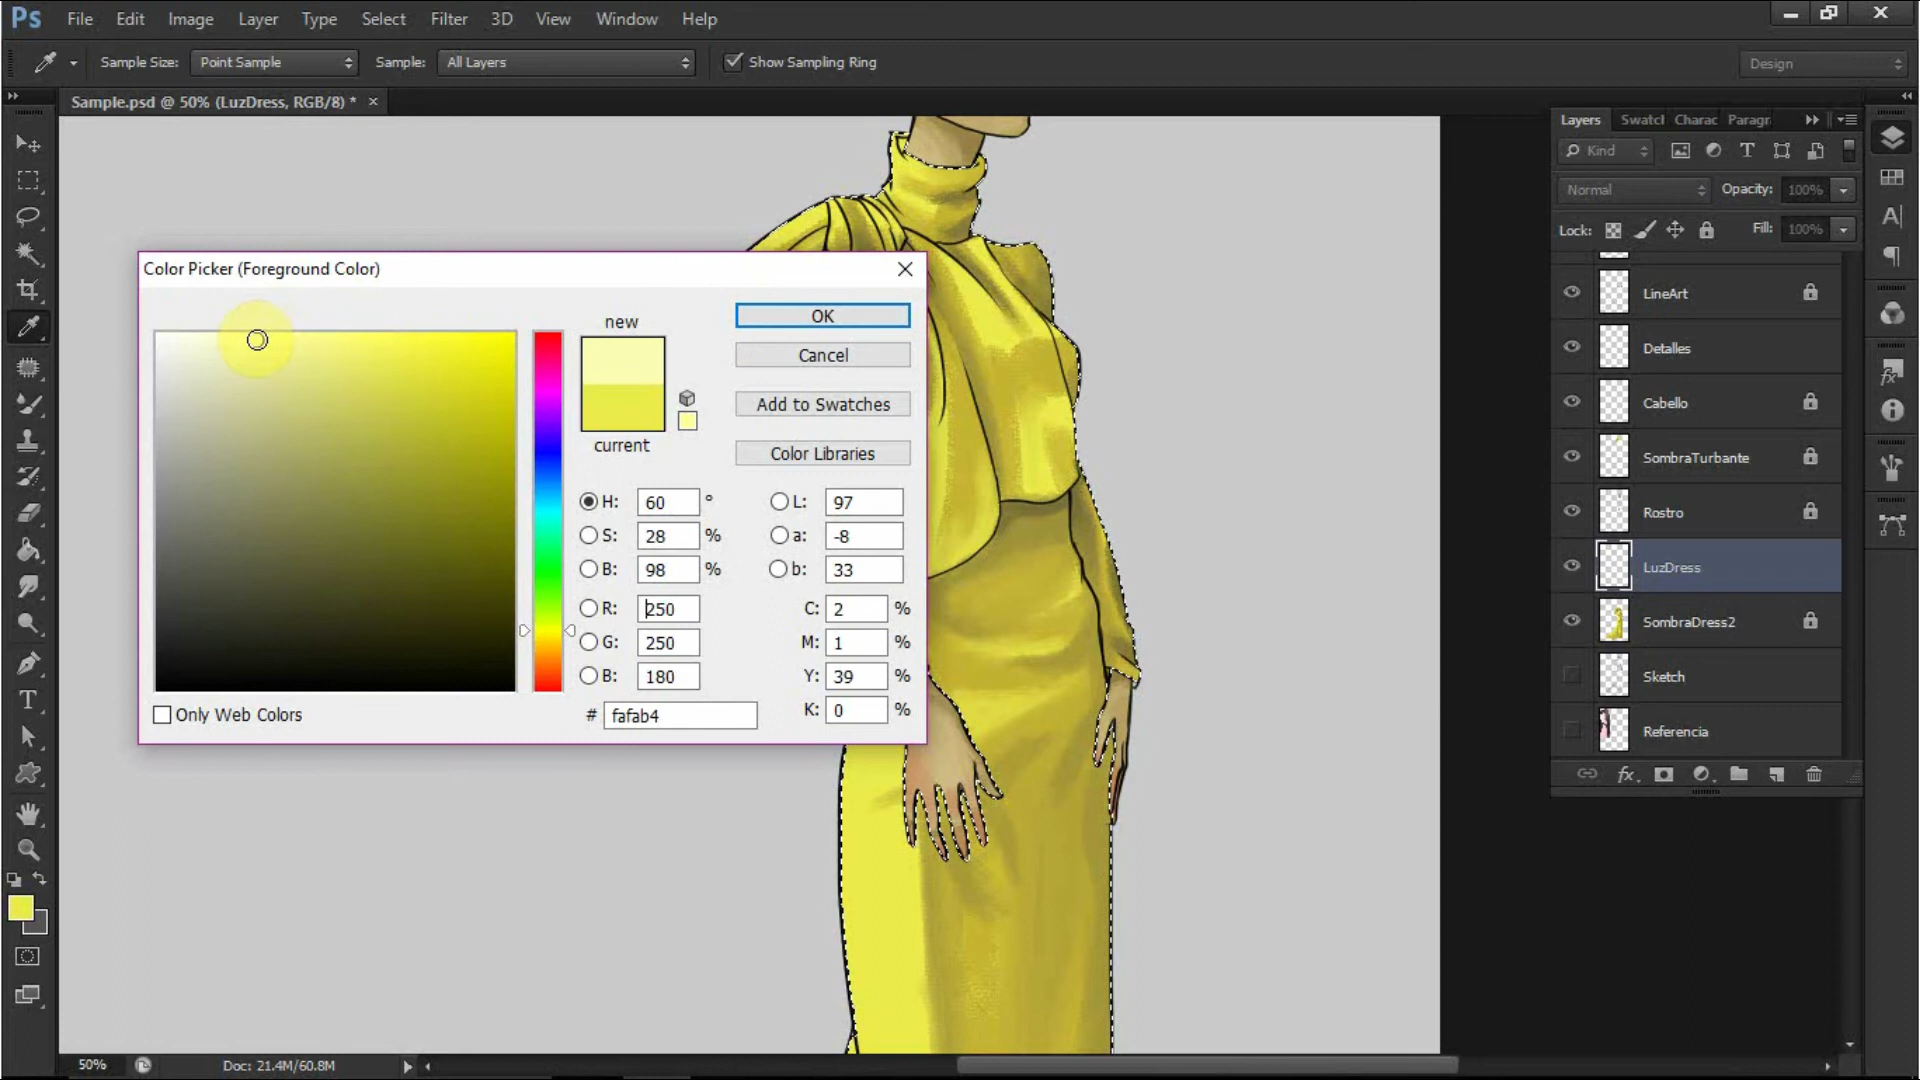 Ps File Edit Image Layer Type Select Filter 3D View Window Help
Sample Size: Point Sample Sample: All Layers Show Sampling Ring Design
Sample.psd @ 50% (LuzDress, RGB/8) *
Layers Swatcl Charac Paragr
Kind
Normal Opacity: 100%
Lock: Fill: 100%
Color Picker (Foreground Color)
new
current
OK
Cancel
Add to Swatches
Color Libraries
H: 60 ° L: 97
S: 28 % a: -8
B: 98 % b: 33
R: 250 C: 2 %
G: 250 M: 1 %
B: 180 Y: 39 %
# fafab4 K: 0 %
Only Web Colors
LineArt
Detalles
Cabello
SombraTurbante
Rostro
LuzDress
SombraDress2
Sketch
Referencia
fx
50% Doc: 21.4M/60.8M